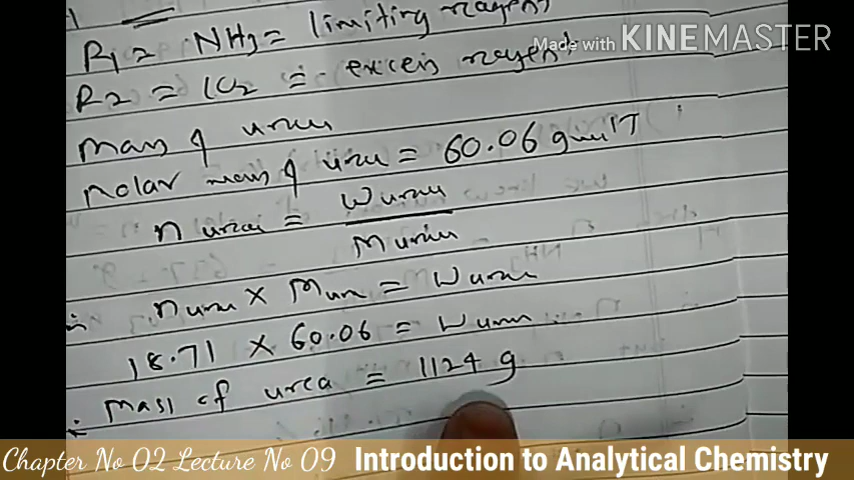 R1 = NH3 = limiting reagent
Made with KINEMASTER
R2 = CO2 = excess reagent
Mass of urea
Molar mass of urea = 60.06 g mol⁻¹
n urea = W urea / M urea
∴ n urea × M urea = W urea
18.71 × 60.06 = W urea
∴ Mass of urea = 1124 g
Chapter No 02 Lecture No 09 Introduction to Analytical Chemistry